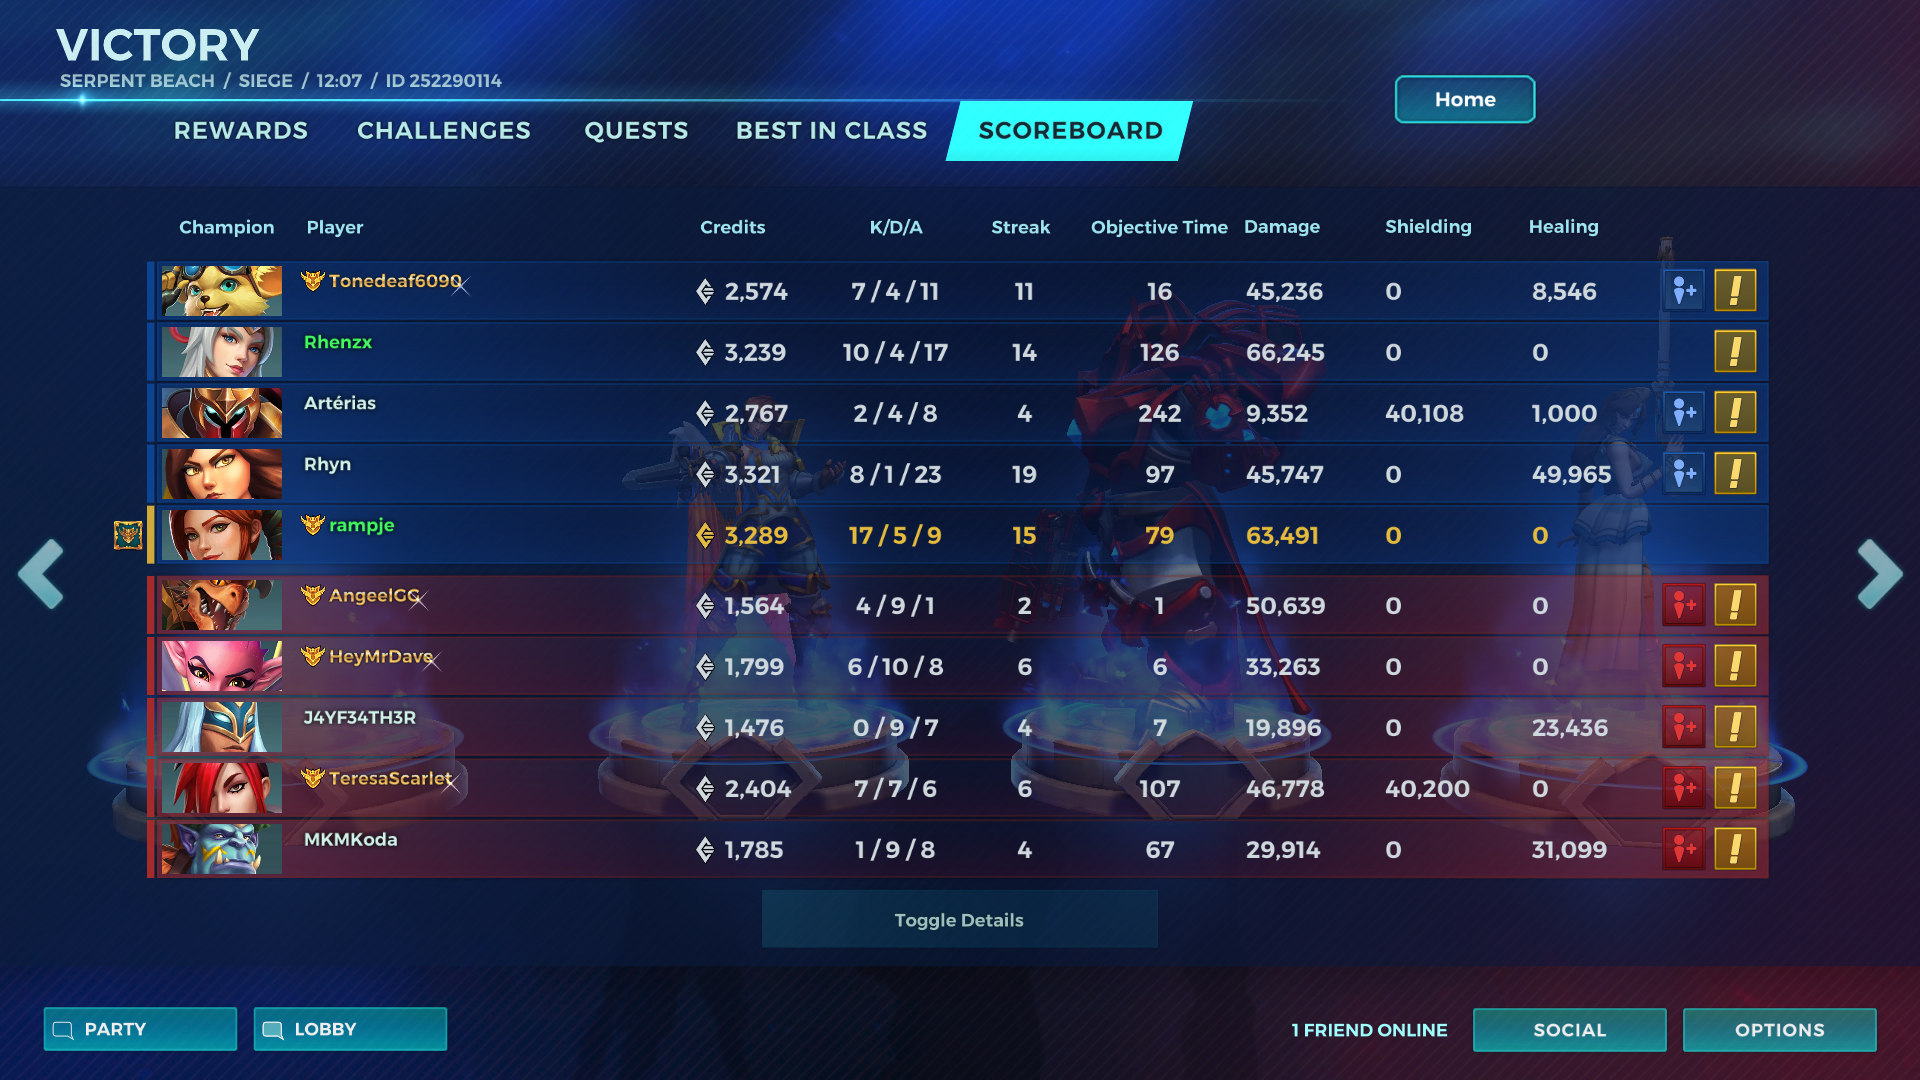 VICTORY
SERPENT BEACH / SIEGE / 12:07 / ID 252290114
Home
REWARDS CHALLENGES QUESTS BEST IN CLASS SCOREBOARD
Champion Player Credits K/D/A Streak Objective Time Damage Shielding Healing
Tonedeaf6090 2,574 7 / 4 / 11 11 16 45,236 0 8,546
Rhenzx 3,239 10 / 4 / 17 14 126 66,245 0 0
Artérias 2,767 2 / 4 / 8 4 242 9,352 40,108 1,000
Rhyn 3,321 8 / 1 / 23 19 97 45,747 0 49,965
rampje 3,289 17 / 5 / 9 15 79 63,491 0 0
AngeelGG 1,564 4 / 9 / 1 2 1 50,639 0 0
HeyMrDave 1,799 6 / 10 / 8 6 6 33,263 0 0
J4YF34TH3R 1,476 0 / 9 / 7 4 7 19,896 0 23,436
TeresaScarlet 2,404 7 / 7 / 6 6 107 46,778 40,200 0
MKMKoda 1,785 1 / 9 / 8 4 67 29,914 0 31,099
Toggle Details
PARTY LOBBY 1 FRIEND ONLINE SOCIAL OPTIONS